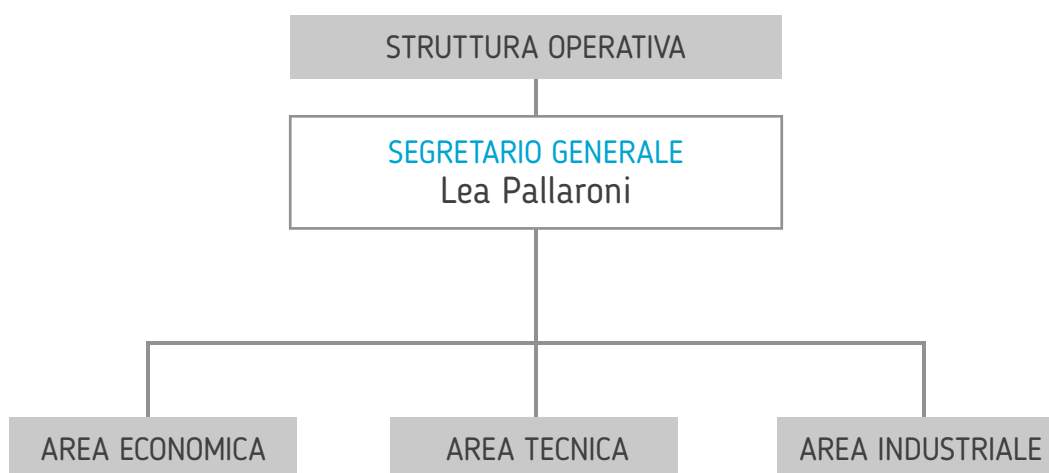 STRUTTURA OPERATIVA
SEGRETARIO GENERALE
Lea Pallaroni
AREA ECONOMICA
AREA TECNICA
AREA INDUSTRIALE